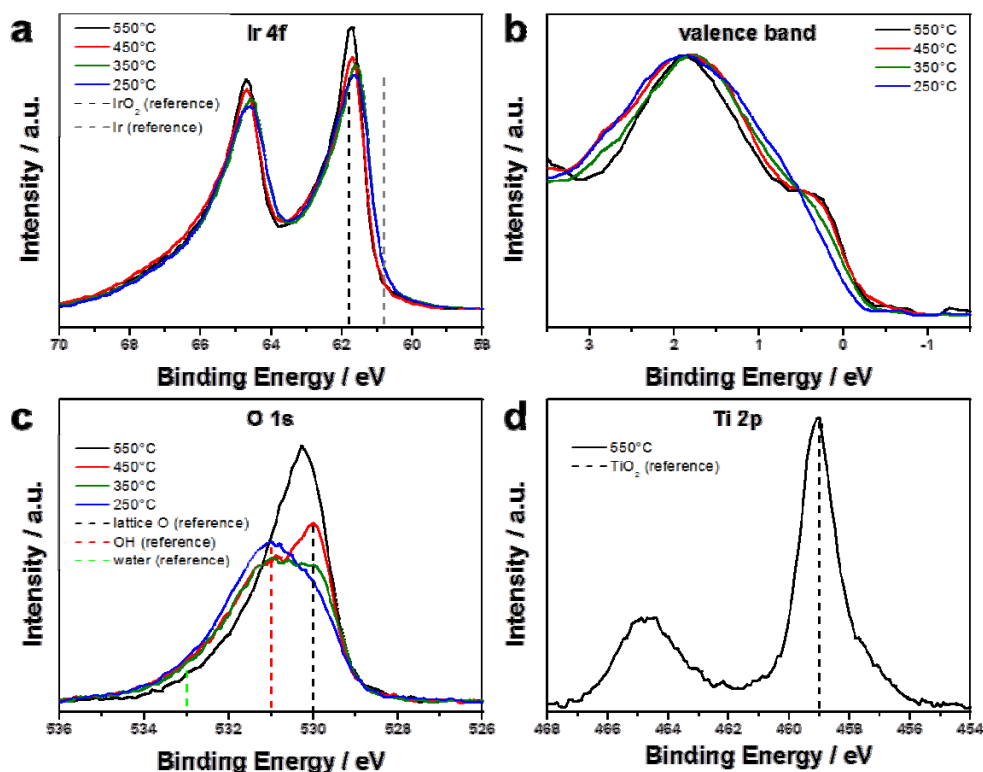 a
Ir 4f
550°C
450°C
350°C
250°C
IrO₂ (reference)
Ir (reference)
Intensity / a.u.
70 68 66 64 62 60 58
Binding Energy / eV
b
valence band
550°C
450°C
350°C
250°C
Intensity / a.u.
3 2 1 0 -1
Binding Energy / eV
c
O 1s
550°C
450°C
350°C
250°C
lattice O (reference)
OH (reference)
water (reference)
Intensity / a.u.
536 534 532 530 528 526
Binding Energy / eV
d
Ti 2p
550°C
TiO₂ (reference)
Intensity / a.u.
468 466 464 462 460 458 456 454
Binding Energy / eV